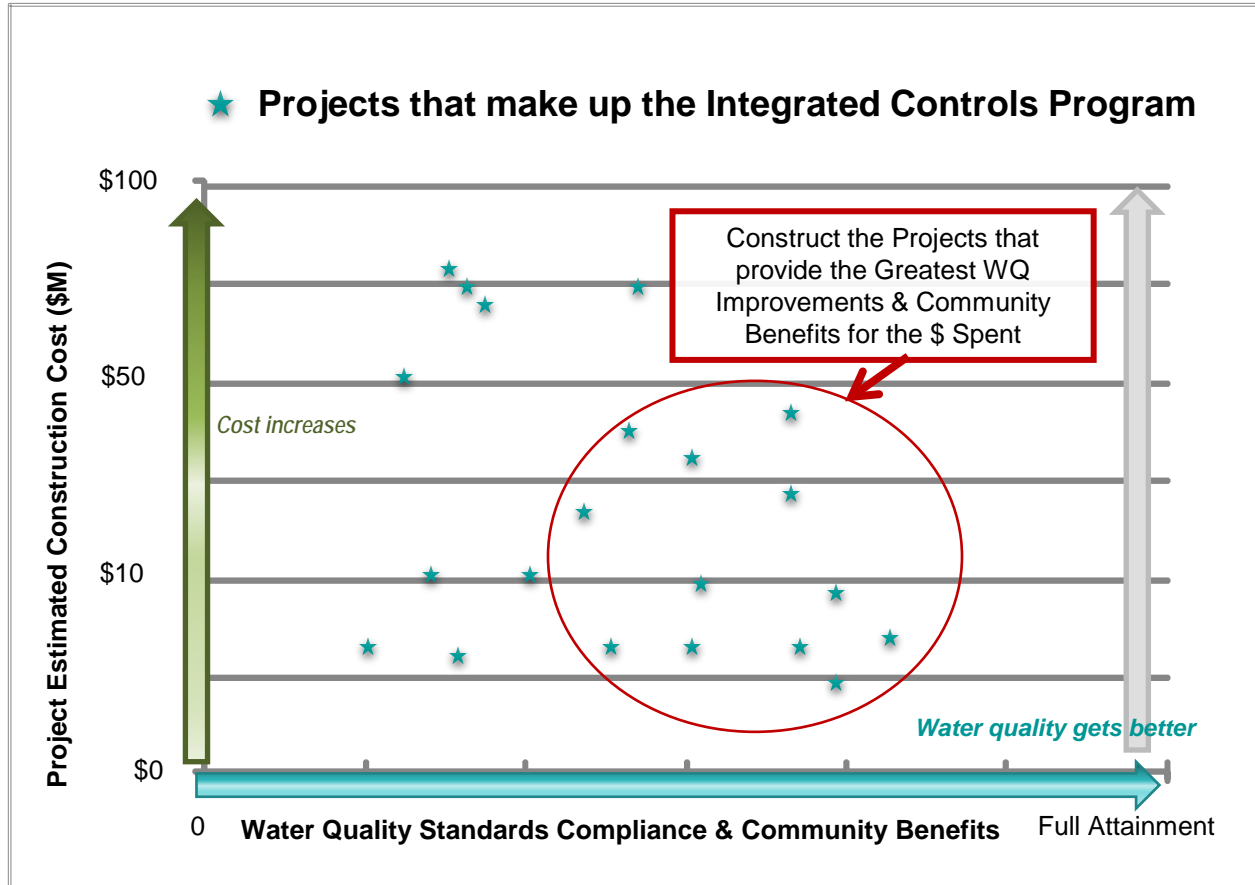 Projects that make up the Integrated Controls Program
$100
$50
$10
$0
Project Estimated Construction Cost ($M)
Cost increases
Construct the Projects that
provide the Greatest WQ
Improvements & Community
Benefits for the $ Spent
Water quality gets better
0
Water Quality Standards Compliance & Community Benefits
Full Attainment